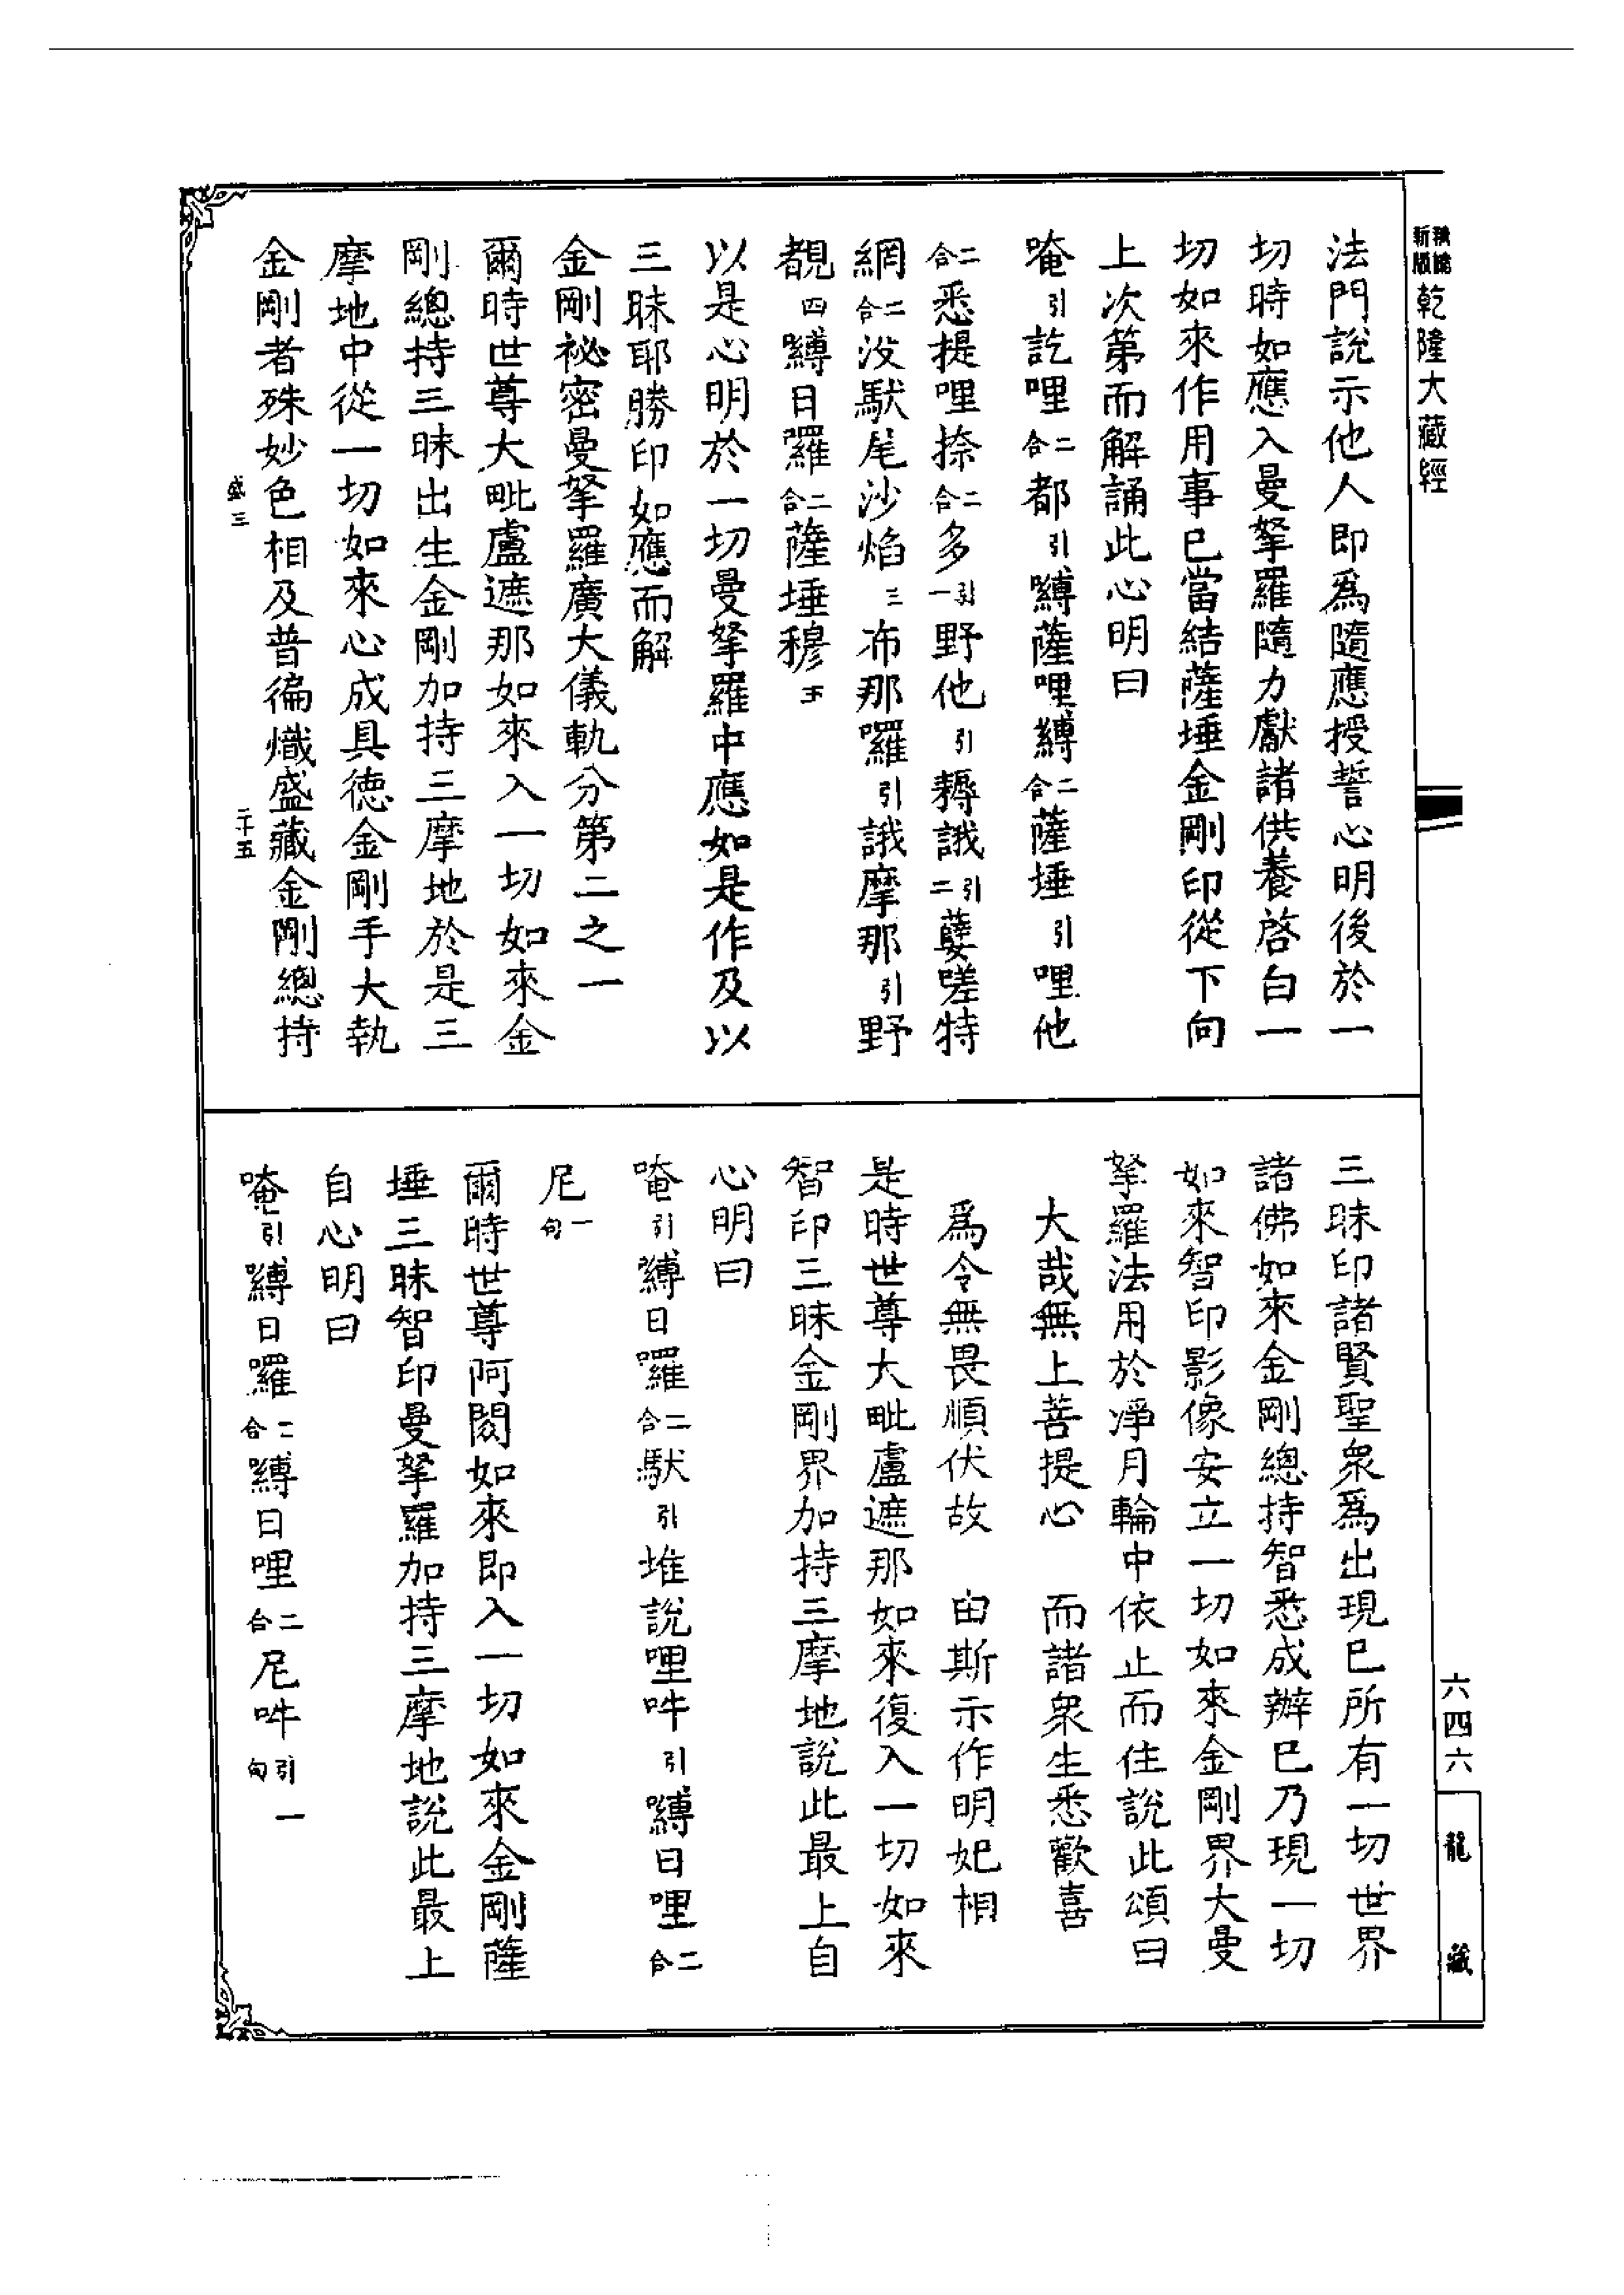 新版 乾隆大藏經
法門說示他人即爲隨應授誓心明後於一
切時如應入曼拏羅隨力獻諸供養啓白一
切如來作用事已當結薩埵金剛印從下向
上次第而解誦此心明曰
唵引訖哩二合都引嚩薩哩嚩二合薩埵引哩他
二合悉提哩捺二合多引一野他引耨誐引二孽蹉特
網二合沒馱尾沙焰三布那囉引誐摩那引野
覩四嚩日囉二合薩埵穆五
以是心明於一切曼拏羅中應如是作及以
三昧耶勝印如應而解
金剛祕密曼拏羅廣大儀軌分第二之一
爾時世尊大毗盧遮那如來入一切如來金
剛總持三昧出生金剛加持三摩地於是三
摩地中從一切如來心成具德金剛手大執
金剛者殊妙色相及普徧熾盛藏金剛總持
盛三
二十五
三昧印諸賢聖衆爲出現已所有一切世界
諸佛如來金剛總持智悉成辦已乃現一切
如來智印影像安立一切如來金剛界大曼
拏羅法用於淨月輪中依止而住說此頌曰
大哉無上菩提心　而諸衆生悉歡喜
爲令無畏順伏故　由斯示作明妃相
是時世尊大毗盧遮那如來復入一切如來
智印三昧金剛界加持三摩地說此最上自
心明曰
唵引嚩日囉二合馱引堆說哩吽引嚩日哩二合
尼一句
爾時世尊阿閦如來即入一切如來金剛薩
埵三昧智印曼拏羅加持三摩地說此最上
自心明曰
唵引嚩日囉二合嚩日哩二合尼吽引一句
六四六
龍藏